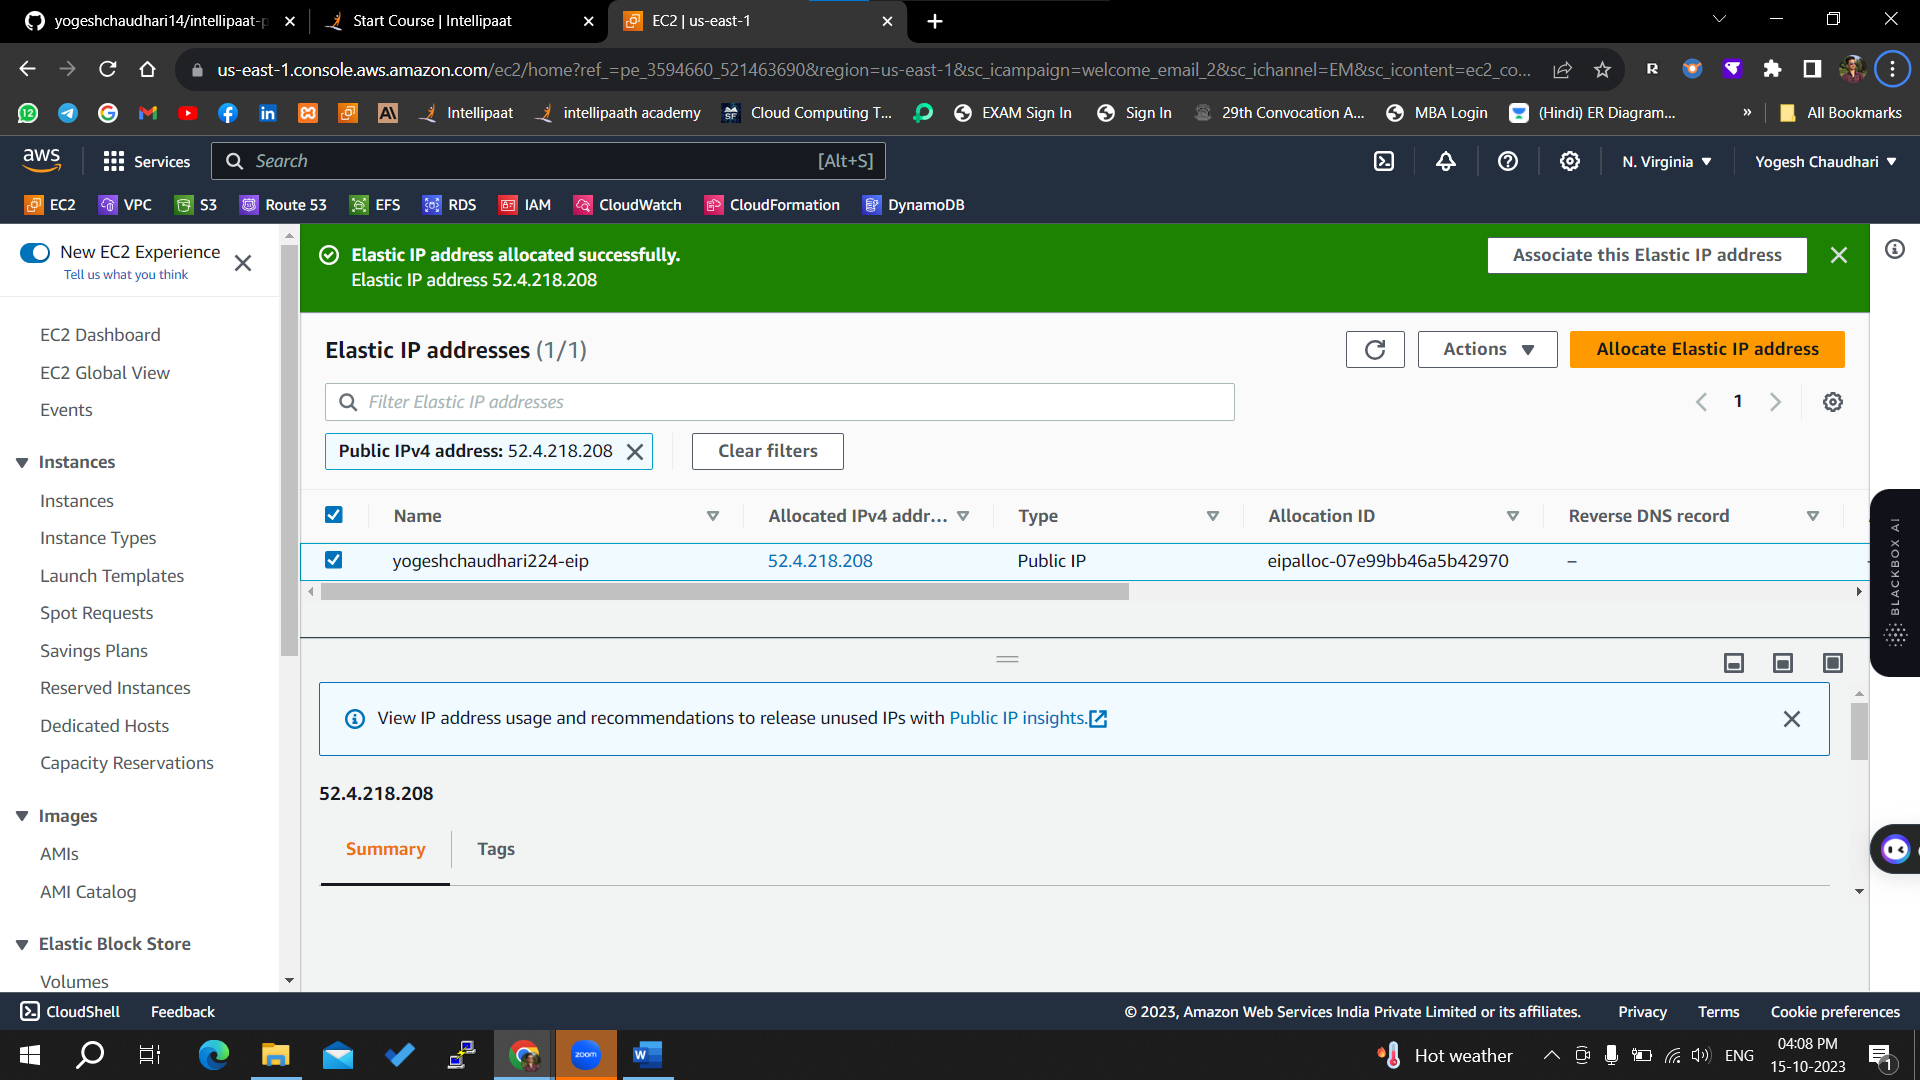 yogeshchaudhari14/intellipaat-p
Start Course | Intellipaat
EC2 | us-east-1
us-east-1.console.aws.amazon.com/ec2/home?ref_=pe_3594660_521463690&region=us-east-1&sc_icampaign=welcome_email_2&sc_ichannel=EM&sc_icontent=ec2_co...
12
Intellipaat
intellipaath academy
Cloud Computing T...
EXAM Sign In
Sign In
29th Convocation A...
MBA Login
(Hindi) ER Diagram...
»
All Bookmarks
aws
Services
Search
[Alt+S]
N. Virginia
Yogesh Chaudhari
EC2
VPC
S3
Route 53
EFS
RDS
IAM
CloudWatch
CloudFormation
DynamoDB
New EC2 Experience
Tell us what you think
EC2 Dashboard
EC2 Global View
Events
Instances
Instances
Instance Types
Launch Templates
Spot Requests
Savings Plans
Reserved Instances
Dedicated Hosts
Capacity Reservations
Images
AMIs
AMI Catalog
Elastic Block Store
Volumes
Elastic IP address allocated successfully.
Elastic IP address 52.4.218.208
Associate this Elastic IP address
Elastic IP addresses (1/1)
Actions
Allocate Elastic IP address
Filter Elastic IP addresses
1
Public IPv4 address: 52.4.218.208
Clear filters
Name
Allocated IPv4 addr...
Type
Allocation ID
Reverse DNS record
yogeshchaudhari224-eip
52.4.218.208
Public IP
eipalloc-07e99bb46a5b42970
–
View IP address usage and recommendations to release unused IPs with Public IP insights.
52.4.218.208
Summary
Tags
BLACKBOX AI
CloudShell
Feedback
© 2023, Amazon Web Services India Private Limited or its affiliates.
Privacy
Terms
Cookie preferences
zoom
Hot weather
ENG
04:08 PM
15-10-2023
1